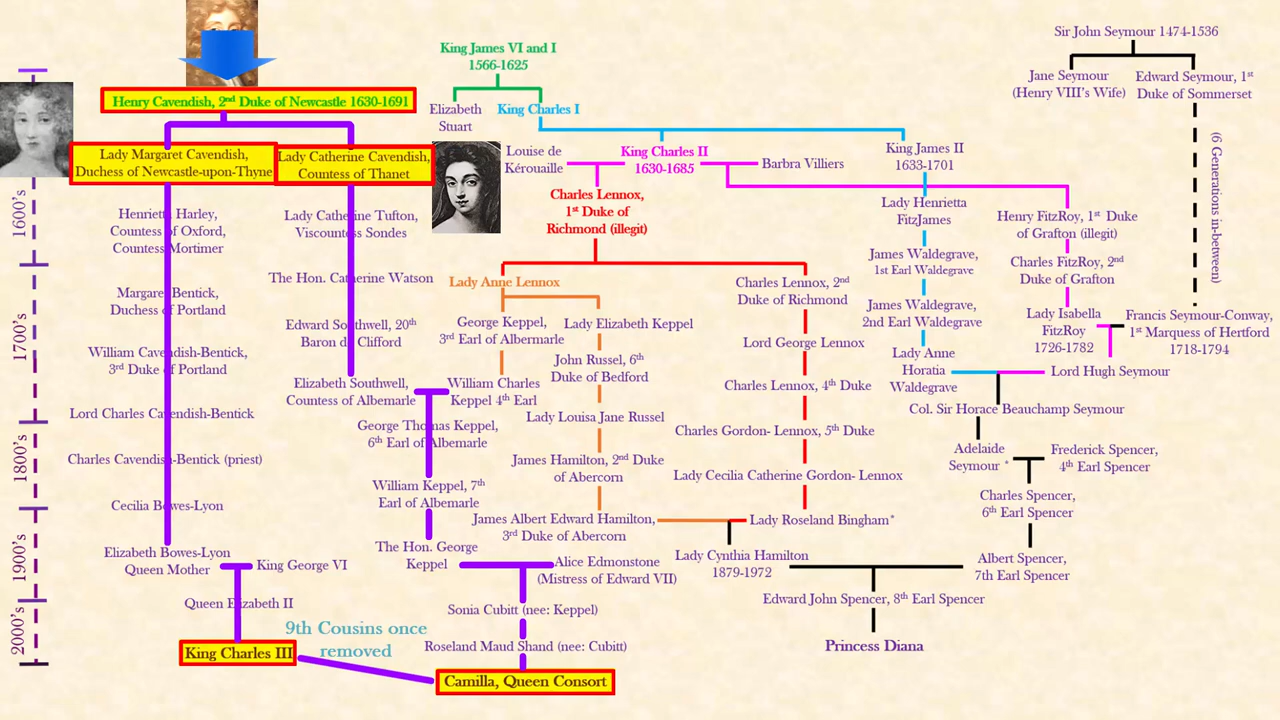 King James VI and I
1566-1625
Elizabeth
Stuart
King Charles I
Sir John Seymour 1474-1536
Jane Seymour
(Henry VIII's Wife)
Edward Seymour, 1st
Duke of Sommerset
(6 Generations in-between)
Henry Cavendish, 2nd Duke of Newcastle 1630-1691
Lady Margaret Cavendish,
Duchess of Newcastle-upon-Thyne
Lady Catherine Cavendish,
Countess of Thanet
Louise de
Kérouaille
King Charles II
1630-1685
Barbra Villiers
King James II
1633-1701
Charles Lennox,
1st Duke of
Richmond (illegit)
Lady Henrietta
FitzJames
Henry FitzRoy, 1st Duke
of Grafton (illegit)
1600's
Henrietta Harley,
Countess of Oxford,
Countess Mortimer
Lady Catherine Tufton,
Viscountess Sondes
James Waldegrave,
1st Earl Waldegrave
Charles FitzRoy, 2nd
Duke of Grafton
The Hon. Catherine Watson
Lady Anne Lennox
Charles Lennox, 2nd
Duke of Richmond
1700's
Margaret Bentick,
Duchess of Portland
Edward Southwell, 20th
Baron de Clifford
George Keppel,
3rd Earl of Albermarle
Lady Elizabeth Keppel
James Waldegrave,
2nd Earl Waldegrave
Lady Isabella
FitzRoy
1726-1782
Francis Seymour-Conway,
1st Marquess of Hertford
1718-1794
Lord George Lennox
William Cavendish-Bentick,
3rd Duke of Portland
John Russel, 6th
Duke of Bedford
Lady Anne
Horatia
Waldegrave
Lord Hugh Seymour
Elizabeth Southwell,
Countess of Albemarle
William Charles
Keppel 4th Earl
Charles Lennox, 4th Duke
Lord Charles Cavendish-Bentick
George Thomas Keppel,
6th Earl of Albemarle
Lady Louisa Jane Russel
Charles Gordon- Lennox, 5th Duke
Col. Sir Horace Beauchamp Seymour
1800's
Charles Cavendish-Bentick (priest)
James Hamilton, 2nd Duke
of Abercorn
Lady Cecilia Catherine Gordon- Lennox
Adelaide
Seymour *
Frederick Spencer,
4th Earl Spencer
William Keppel, 7th
Earl of Albemarle
Charles Spencer,
6th Earl Spencer
Cecilia Bowes-Lyon
James Albert Edward Hamilton,
3rd Duke of Abercorn
Lady Roseland Bingham*
1900's
Elizabeth Bowes-Lyon
Queen Mother
King George VI
The Hon. George
Keppel
Alice Edmonstone
(Mistress of Edward VII)
Lady Cynthia Hamilton
1879-1972
Albert Spencer,
7th Earl Spencer
Queen Elizabeth II
Sonia Cubitt (nee: Keppel)
Edward John Spencer, 8th Earl Spencer
2000's
9th Cousins once
removed
King Charles III
Roseland Maud Shand (nee: Cubitt)
Princess Diana
Camilla, Queen Consort